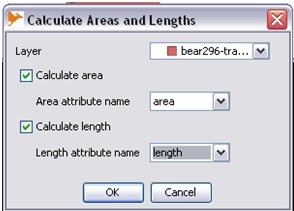 Calculate Areas and Lengths
Layer bear296-tra...
Calculate area
Area attribute name area
Calculate length
Length attribute name length
OK Cancel